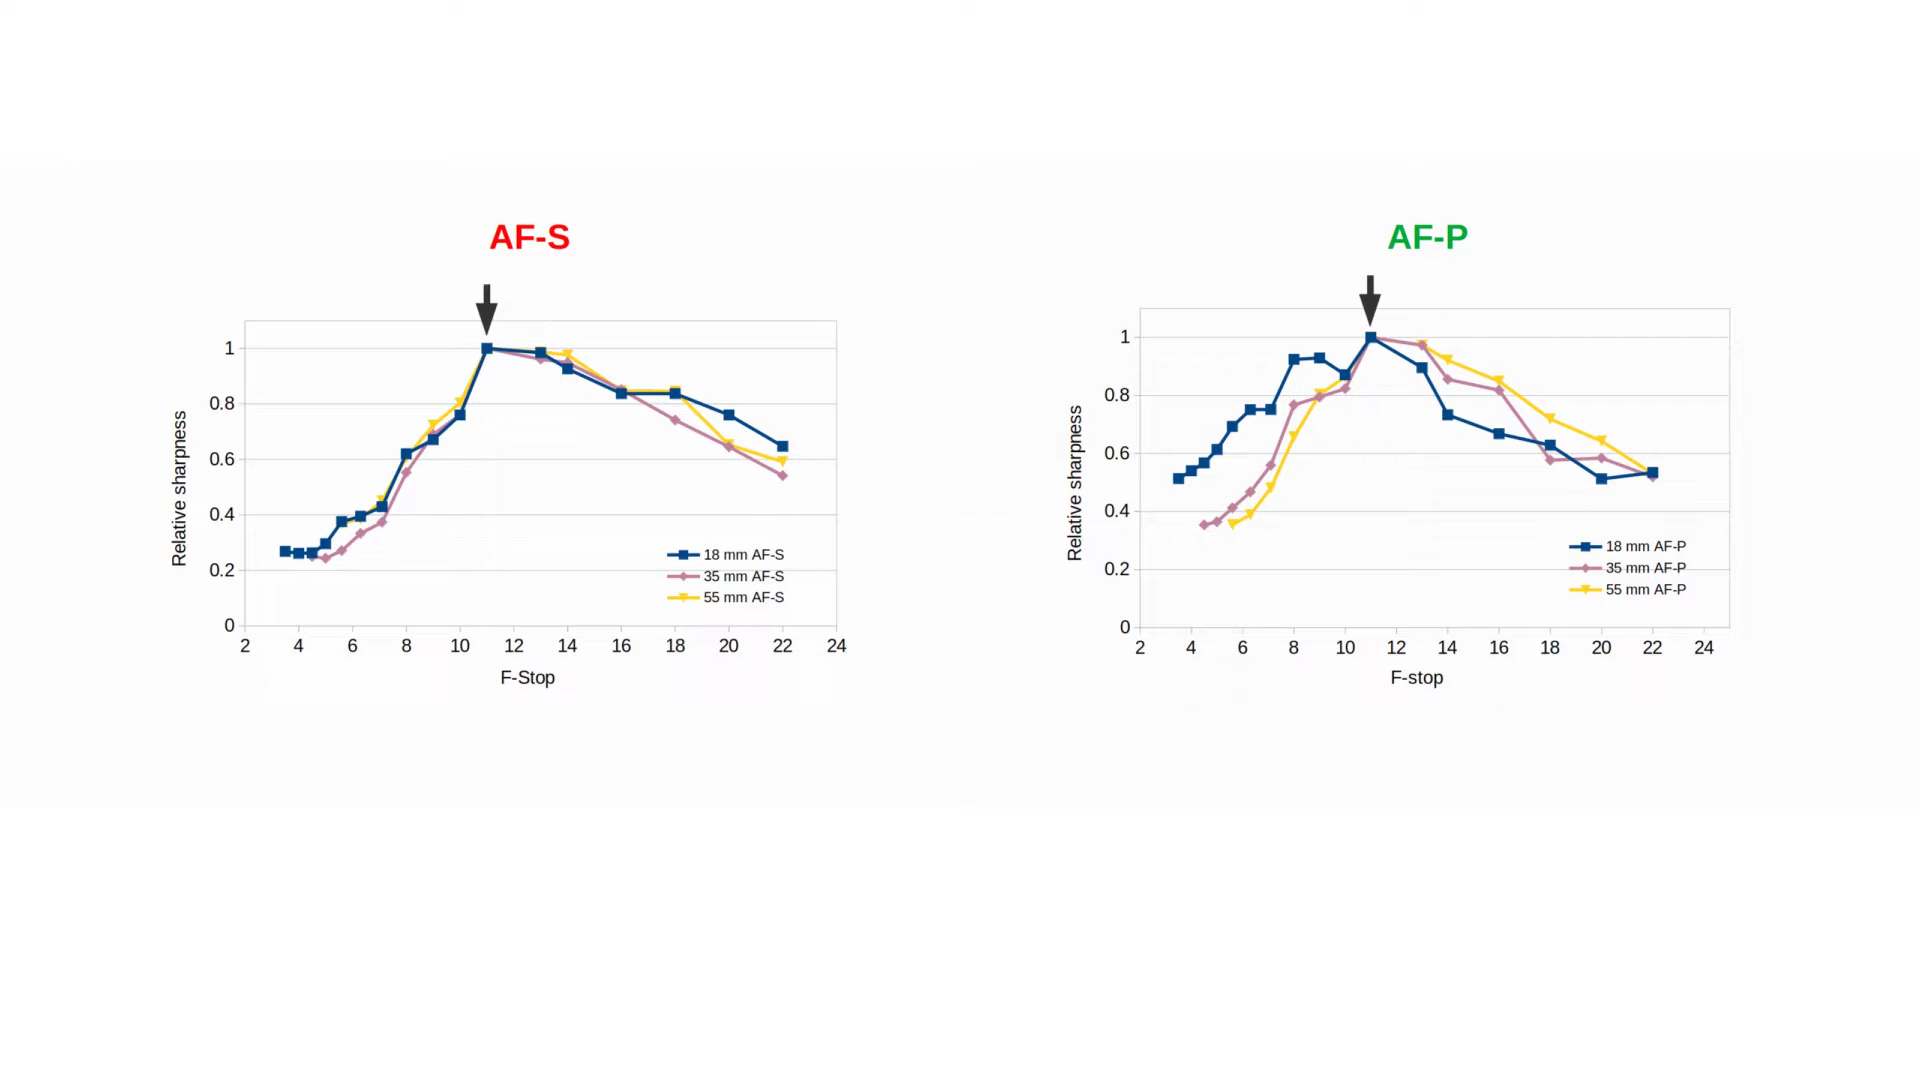 AF-S
1
0.8
0.6
0.4
0.2
0
Relative sharpness
18 mm AF-S
35 mm AF-S
55 mm AF-S
2 4 6 8 10 12 14 16 18 20 22 24
F-Stop
AF-P
1
0.8
0.6
0.4
0.2
0
Relative sharpness
18 mm AF-P
35 mm AF-P
55 mm AF-P
2 4 6 8 10 12 14 16 18 20 22 24
F-stop